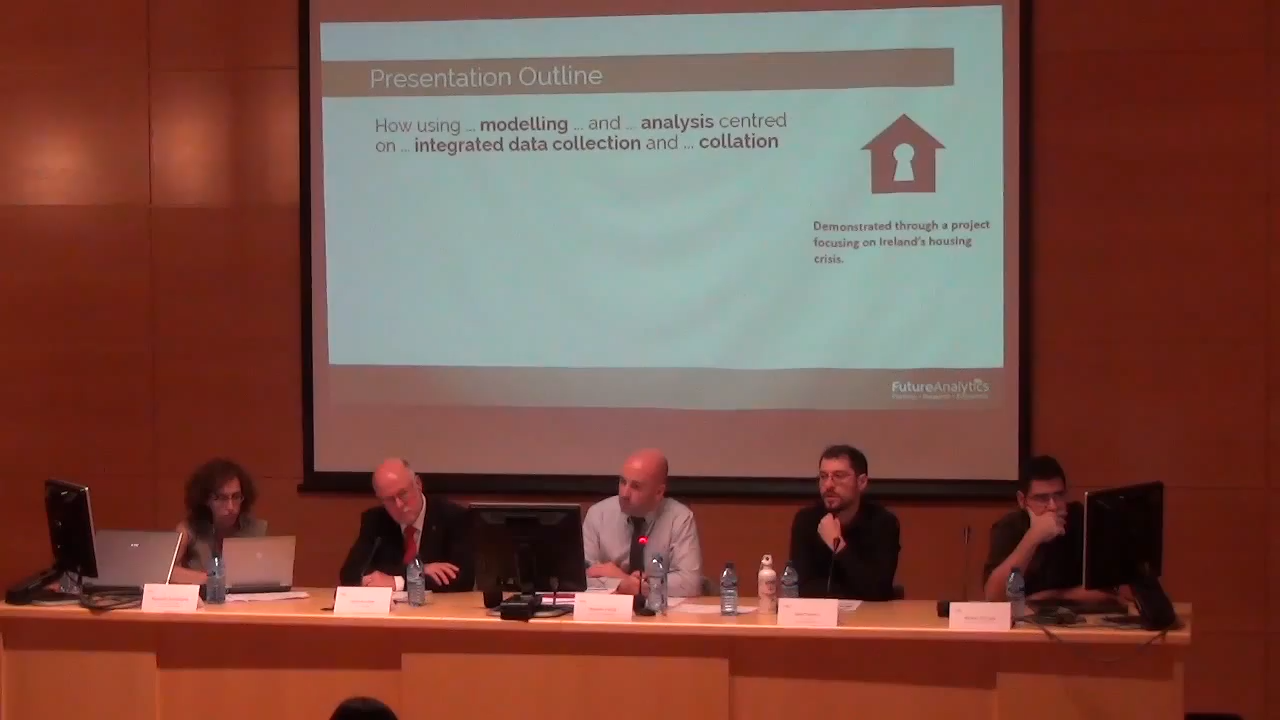 Presentation Outline
How using ... modelling ... and ... analysis centred
on ... integrated data collection and ... collation
Demonstrated through a project
focusing on Ireland's housing
crisis.
FutureAnalytics